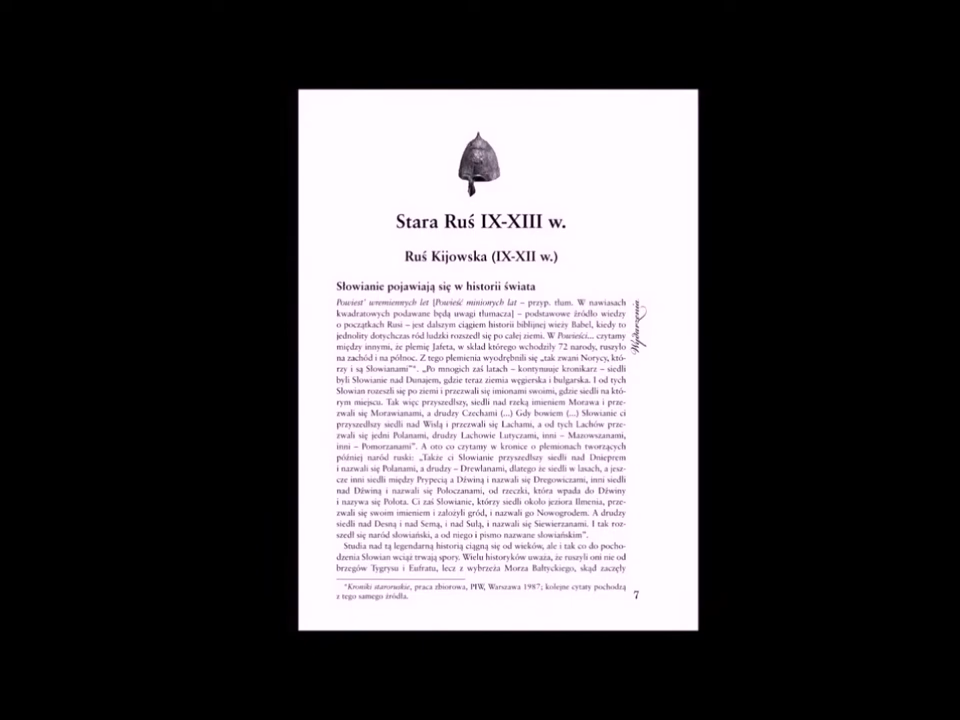 Stara Ruś IX-XIII w.
Ruś Kijowska (IX-XII w.)
Słowianie pojawiają się w historii świata
Powiest' wremiennych let [Powieść minionych lat – przyp. tłum. W nawiasach
kwadratowych podawane będą uwagi tłumacza] – podstawowe źródło wiedzy
o początkach Rusi – jest dalszym ciągiem historii biblijnej wieży Babel, kiedy to
jednolity dotychczas ród ludzki rozszedł się po całej ziemi. W Powieści... czytamy
między innymi, że plemię Jafeta, w skład którego wchodziły 72 narody, ruszyło
na zachód i na północ. Z tego plemienia wyodrębnili się „tak zwani Norycy, któ-
rzy i są Słowianami”*. „Po mnogich zaś latach – kontynuuje kronikarz – siedli
byli Słowianie nad Dunajem, gdzie teraz ziemia węgierska i bułgarska. I od tych
Słowian rozeszli się po ziemi i przezwali się imionami swoimi, gdzie siedli na któ-
rym miejscu. Tak więc przyszedłszy, siedli nad rzeką imieniem Morawa i prze-
zwali się Morawianami, a drudzy Czechami (...) Gdy bowiem (...) Słowianie ci
przyszedłszy siedli nad Wisłą i przezwali się Lachami, a od tych Lachów prze-
zwali się jedni Polanami, drudzy Lachowie Lutyczami, inni – Mazowszanami,
inni – Pomorzanami”. A oto co czytamy w kronice o plemionach tworzących
później naród ruski: „Także ci Słowianie przyszedłszy siedli nad Dnieprem
i nazwali się Polanami, a drudzy – Drewlanami, dlatego że siedli w lasach, a jesz-
cze inni siedli między Prypecią a Dźwiną i nazwali się Dregowiczami, inni siedli
nad Dźwiną i nazwali się Połoczanami, od rzeczki, która wpada do Dźwiny
i nazywa się Połota. Ci zaś Słowianie, którzy siedli około jeziora Ilmenia, prze-
zwali się swoim imieniem i założyli gród, i nazwali go Nowogrodem. A drudzy
siedli nad Desną i nad Semą, i nad Sułą, i nazwali się Siewierzanami. I tak roz-
szedł się naród słowiański, a od niego i pismo nazwane słowiańskim”.
Studia nad tą legendarną historią ciągną się od wieków, ale i tak co do pocho-
dzenia Słowian wciąż trwają spory. Wielu historyków uważa, że ruszyli oni nie od
brzegów Tygrysu i Eufratu, lecz z wybrzeża Morza Bałtyckiego, skąd zaczęły
*Kroniki staroruskie, praca zbiorowa, PIW, Warszawa 1987; kolejne cytaty pochodzą
z tego samego źródła.
Wydarzenia
7